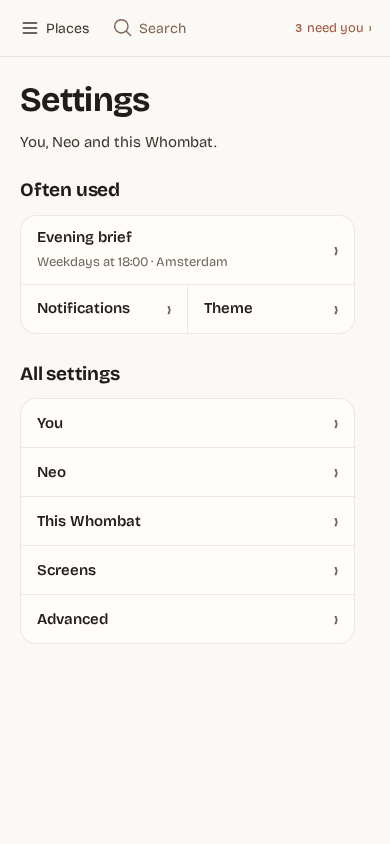 Places
Search
3 need you ›
Settings
You, Neo and this Whombat.
Often used
Evening brief
Weekdays at 18:00 · Amsterdam
›
Notifications ›
Theme ›
All settings
You ›
Neo ›
This Whombat ›
Screens ›
Advanced ›